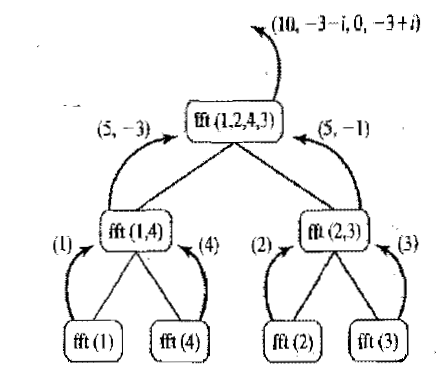 (10, -3-i, 0, -3+i)
fft (1,2,4,3)
(5, -3) (5, -1)
fft (1,4) fft (2,3)
(1) (4) (2) (3)
fft (1) fft (4) fft (2) fft (3)